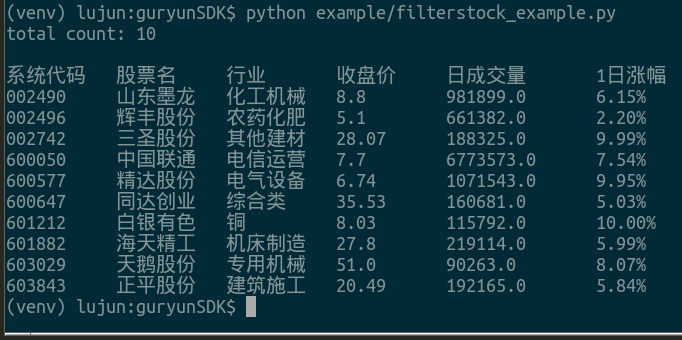 (venv) lujun:guryunSDK$ python example/filterstock_example.py
total count: 10
系统代码 股票名 行业 收盘价 日成交量 1日涨幅
002490 山东墨龙 化工机械 8.8 981899.0 6.15%
002496 辉丰股份 农药化肥 5.1 661382.0 2.20%
002742 三圣股份 其他建材 28.07 188325.0 9.99%
600050 中国联通 电信运营 7.7 6773573.0 7.54%
600577 精达股份 电气设备 6.74 1071543.0 9.95%
600647 同达创业 综合类 35.53 160681.0 5.03%
601212 白银有色 铜 8.03 115792.0 10.00%
601882 海天精工 机床制造 27.8 219114.0 5.99%
603029 天鹅股份 专用机械 51.0 90263.0 8.07%
603843 正平股份 建筑施工 20.49 192165.0 5.84%
(venv) lujun:guryunSDK$